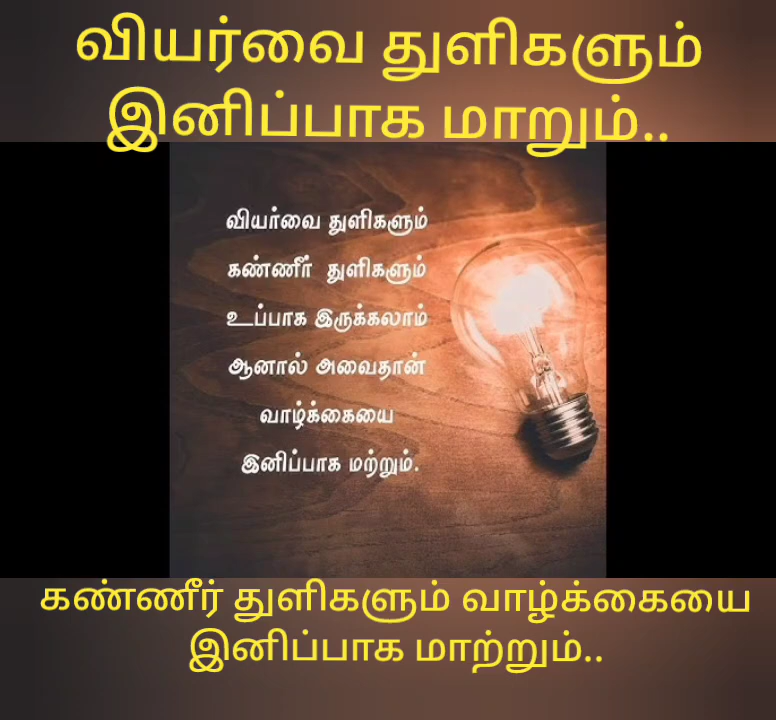 வியர்வை துளிகளும்
இனிப்பாக மாறும்..
வியர்வை துளிகளும்
கண்ணீர் துளிகளும்
உப்பாக இருக்கலாம்
ஆனால் அவைதான்
வாழ்க்கையை
இனிப்பாக மற்றும்.
கண்ணீர் துளிகளும் வாழ்க்கையை
இனிப்பாக மாற்றும்..